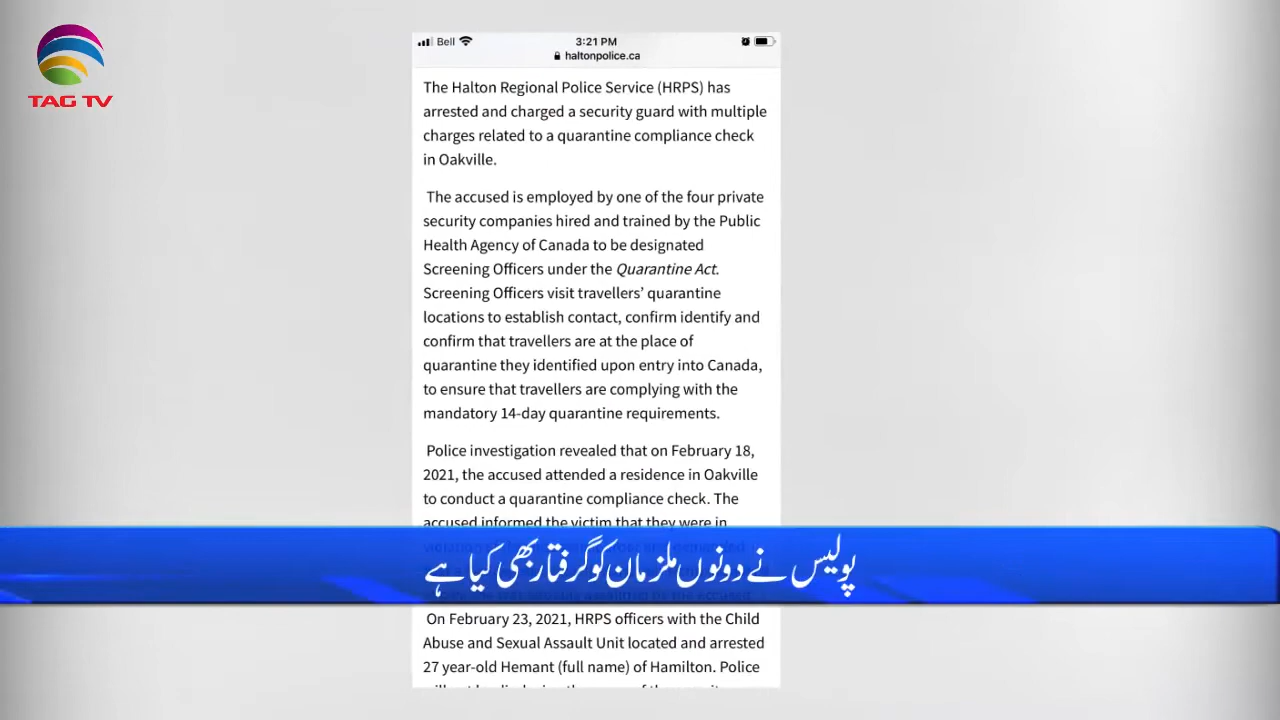 TAG TV
Bell
3:21 PM
haltonpolice.ca
The Halton Regional Police Service (HRPS) has
arrested and charged a security guard with multiple
charges related to a quarantine compliance check
in Oakville.
The accused is employed by one of the four private
security companies hired and trained by the Public
Health Agency of Canada to be designated
Screening Officers under the Quarantine Act.
Screening Officers visit travellers’ quarantine
locations to establish contact, confirm identify and
confirm that travellers are at the place of
quarantine they identified upon entry into Canada,
to ensure that travellers are complying with the
mandatory 14-day quarantine requirements.
Police investigation revealed that on February 18,
2021, the accused attended a residence in Oakville
to conduct a quarantine compliance check. The
accused informed the victim that they were in
پولیس نے دونوں ملزمان کو گرفتار بھی کیا ہے
On February 23, 2021, HRPS officers with the Child
Abuse and Sexual Assault Unit located and arrested
27 year-old Hemant (full name) of Hamilton. Police